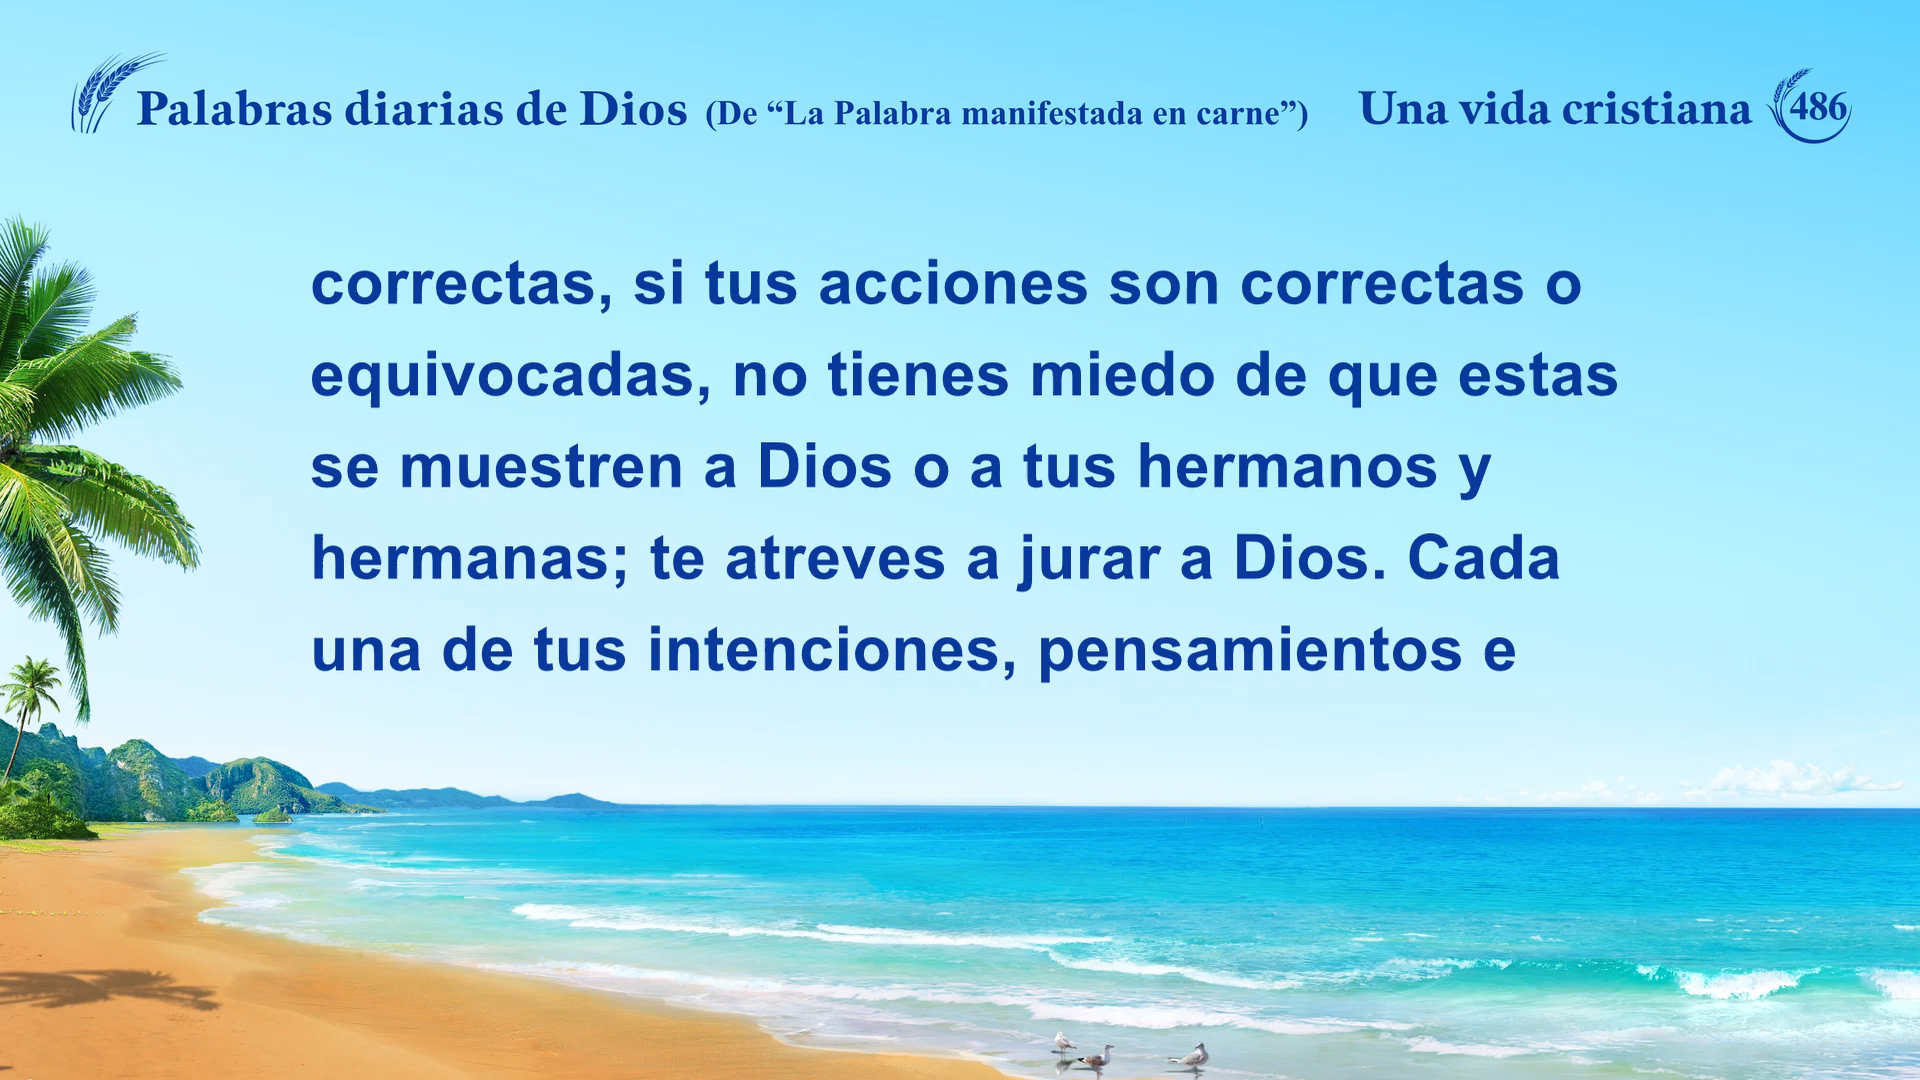 Palabras diarias de Dios (De “La Palabra manifestada en carne”) Una vida cristiana 486
correctas, si tus acciones son correctas o
equivocadas, no tienes miedo de que estas
se muestren a Dios o a tus hermanos y
hermanas; te atreves a jurar a Dios. Cada
una de tus intenciones, pensamientos e